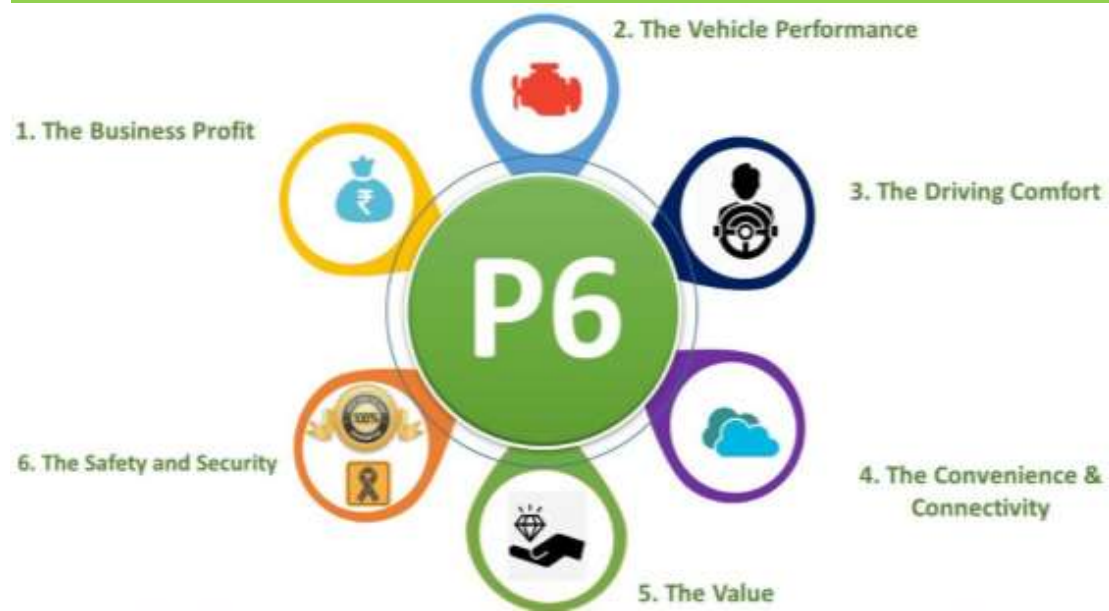 1. The Business Profit
2. The Vehicle Performance
3. The Driving Comfort
4. The Convenience &
Connectivity
5. The Value
6. The Safety and Security
P6
₹
100%